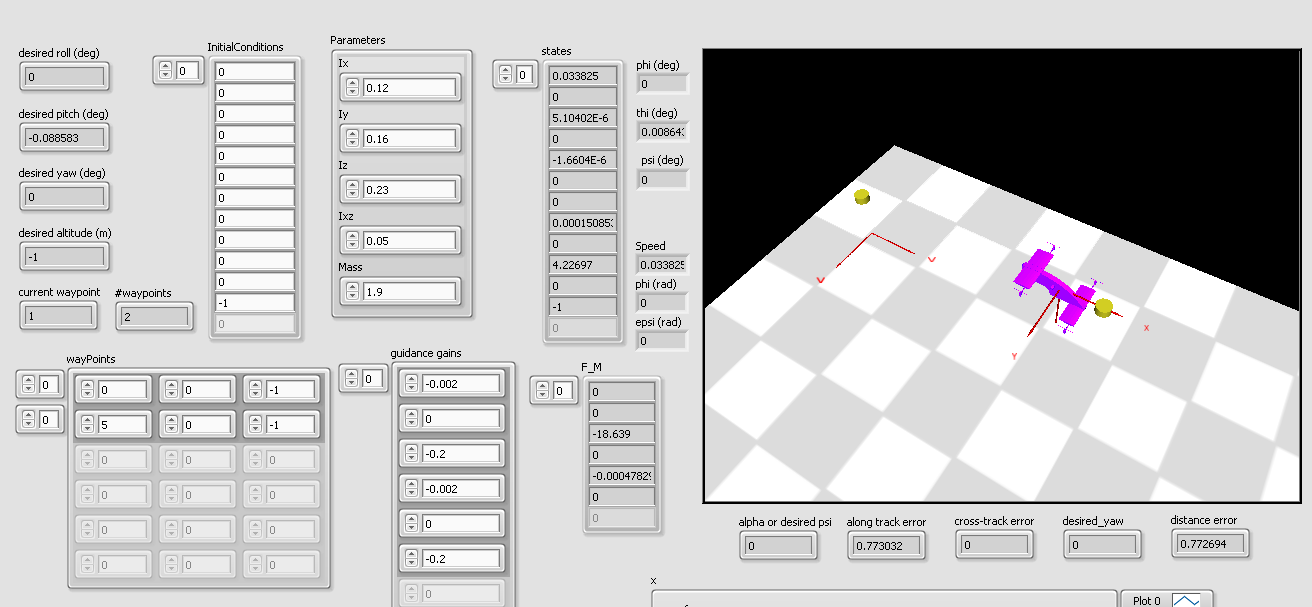 desired roll (deg)
0
desired pitch (deg)
-0.088583
desired yaw (deg)
0
desired altitude (m)
-1
current waypoint
1
#waypoints
2
InitialConditions
0
0
0
0
0
0
0
0
0
0
0
0
-1
0
Parameters
Ix
0.12
Iy
0.16
Iz
0.23
Ixz
0.05
Mass
1.9
states
0
0.033825
0
5.10402E-6
0
-1.6604E-6
0
0
0.00015085
0
4.22697
0
-1
0
phi (deg)
0
thi (deg)
0.00864
psi (deg)
0
Speed
0.033825
phi (rad)
0
epsi (rad)
0
X
Y
wayPoints
0
0
0 0 -1
5 0 -1
0 0 0
0 0 0
0 0 0
0 0 0
guidance gains
0
-0.002
0
-0.2
-0.002
0
-0.2
0
F_M
0
0
0
-18.639
0
-0.0004782
0
0
alpha or desired psi
0
along track error
0.773032
cross-track error
0
desired_yaw
0
distance error
0.772694
x
Plot 0